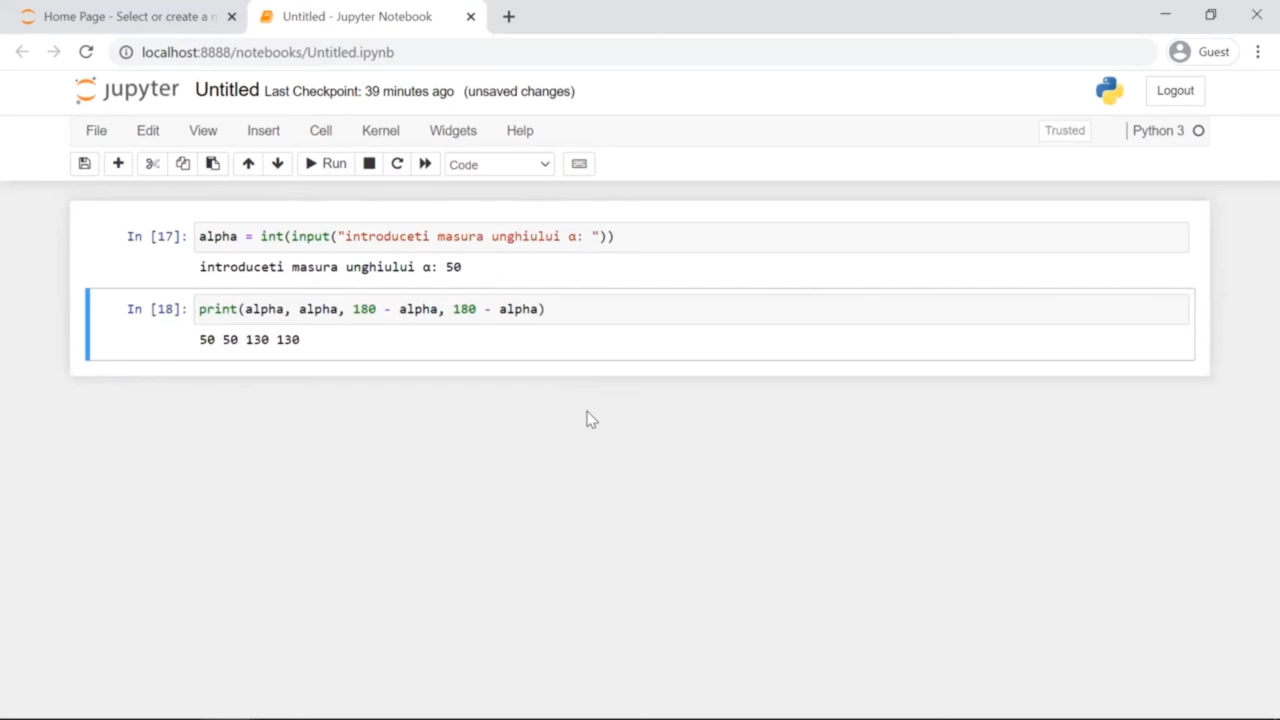 Home Page - Select or create a n
Untitled - Jupyter Notebook
localhost:8888/notebooks/Untitled.ipynb
Guest
jupyter Untitled Last Checkpoint: 39 minutes ago (unsaved changes)
Logout
File Edit View Insert Cell Kernel Widgets Help
Trusted
Python 3
Run
Code
In [17]: alpha = int(input("introduceti masura unghiului α: "))
introduceti masura unghiului α: 50
In [18]: print(alpha, alpha, 180 - alpha, 180 - alpha)
50 50 130 130